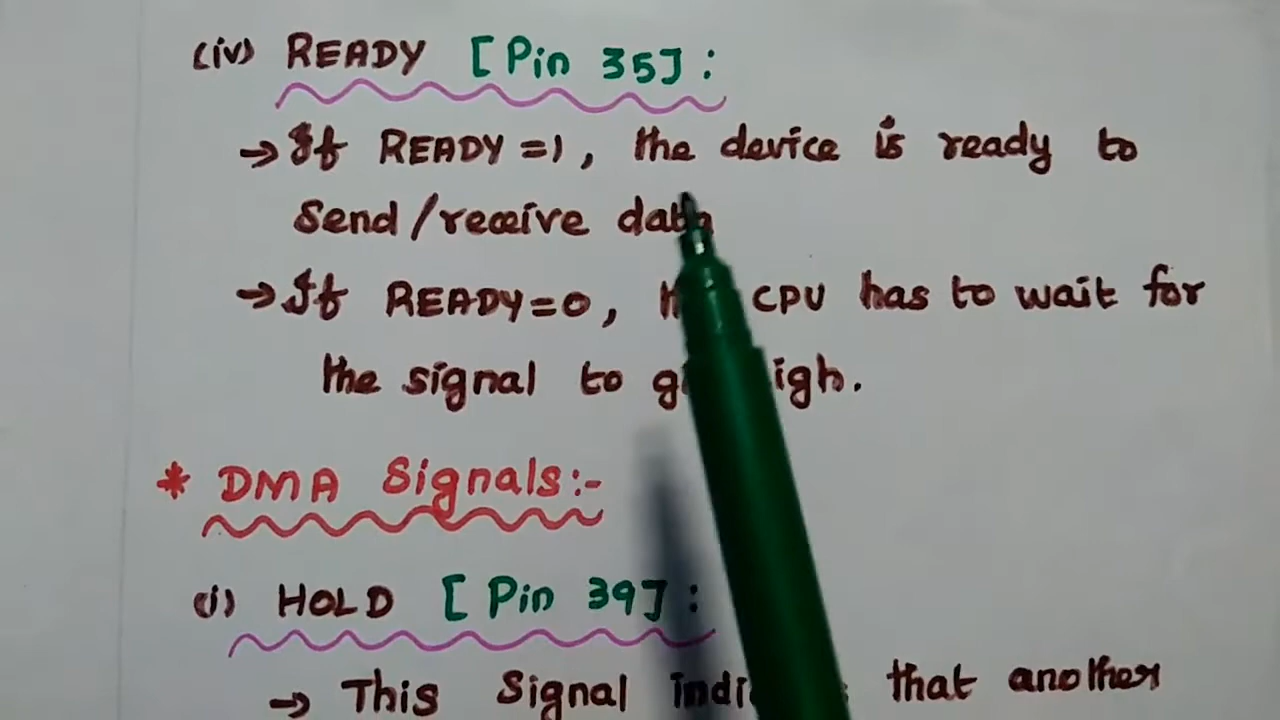 (iv) READY [Pin 35] :
→ If READY =1, the device is ready to
Send/receive data
→ If READY=0, CPU has to wait for
the signal to
* DMA Signals:-
(i) HOLD [Pin 39] :
→ This Signal that another